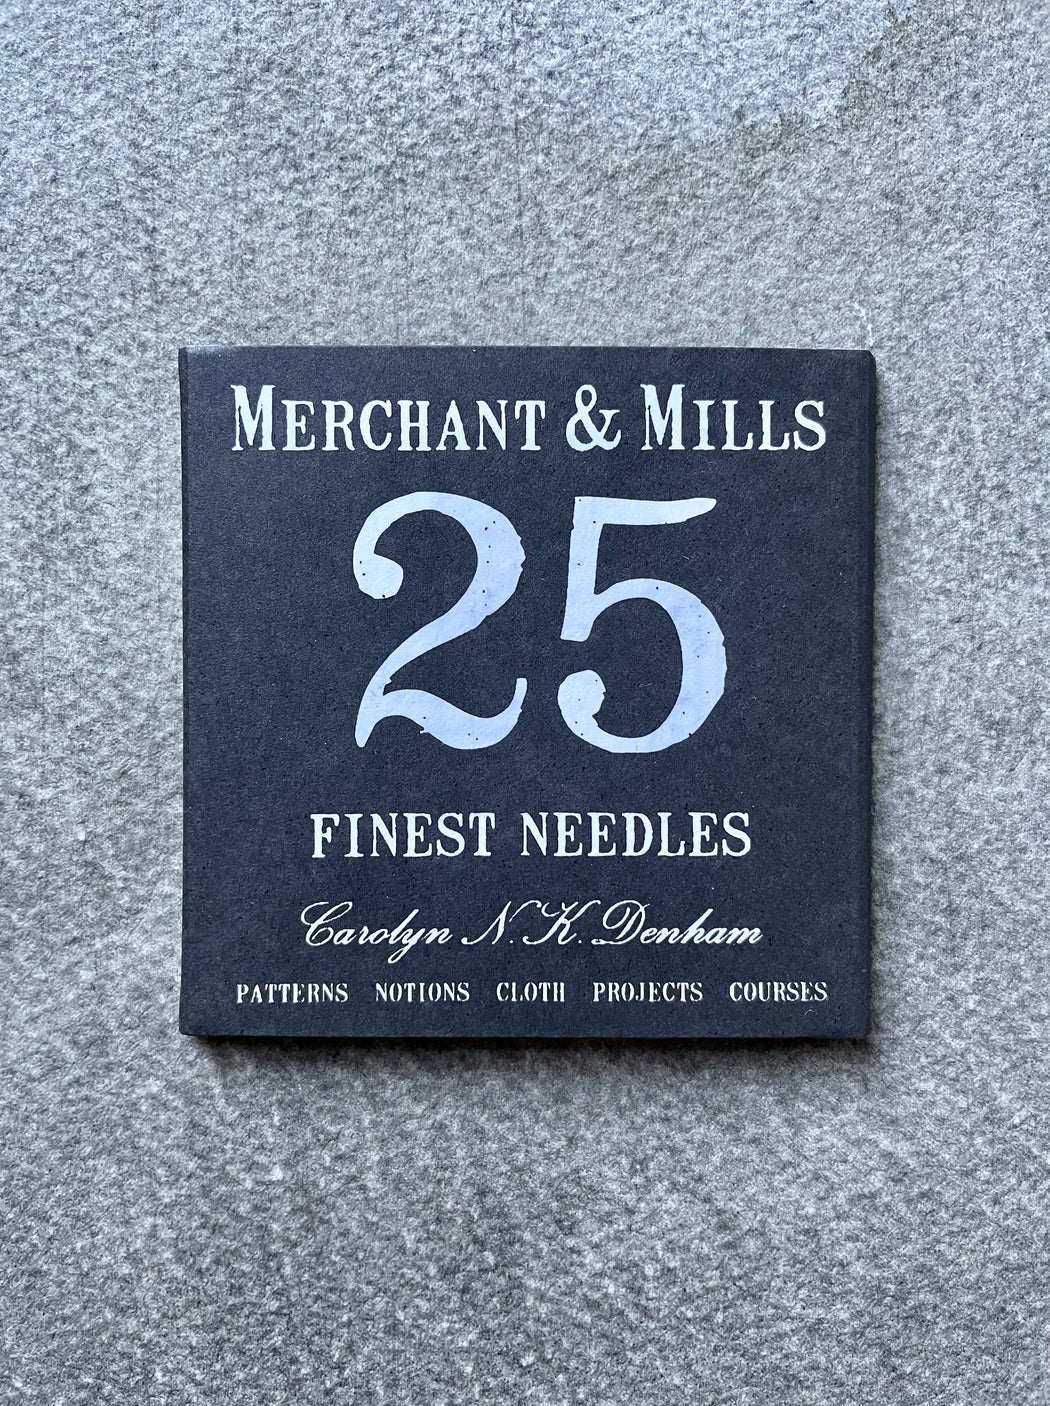 MERCHANT & MILLS
25
FINEST NEEDLES
Carolyn N.K. Denham
PATTERNS NOTIONS CLOTH PROJECTS COURSES